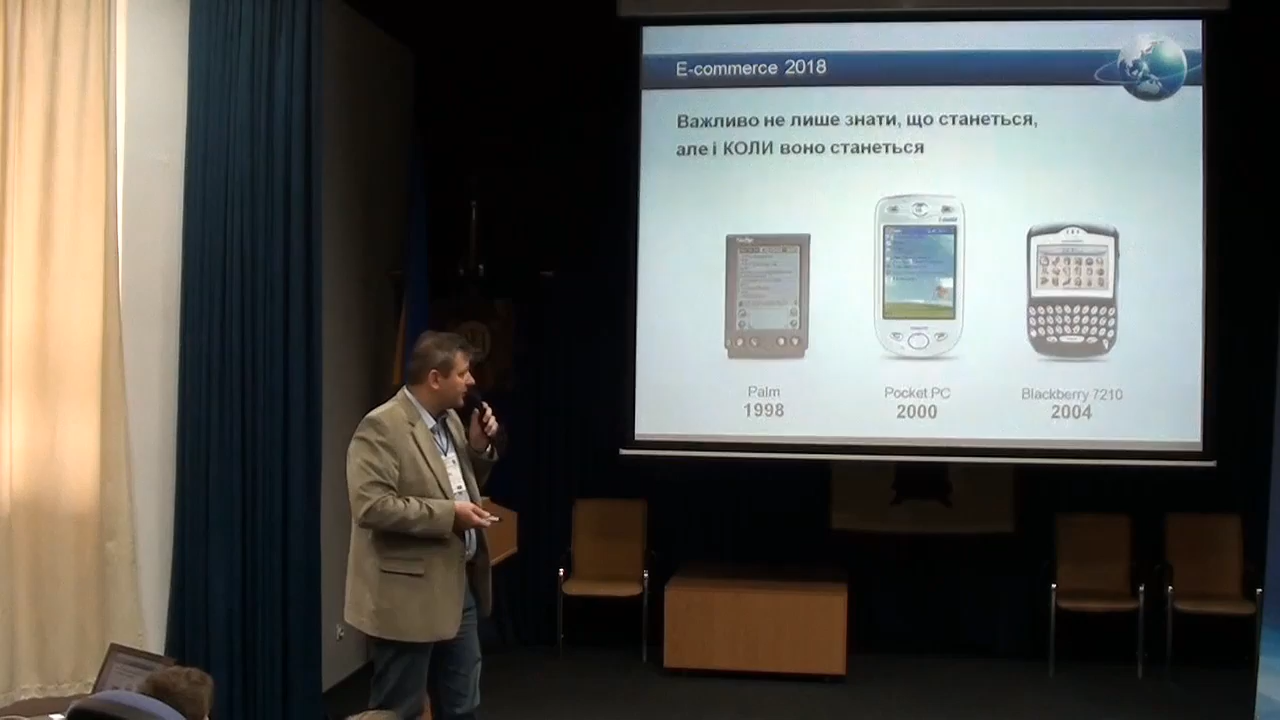 E-commerce 2018
Важливо не лише знати, що станеться,
але і КОЛИ воно станеться
Palm
1998
Pocket PC
2000
Blackberry 7210
2004